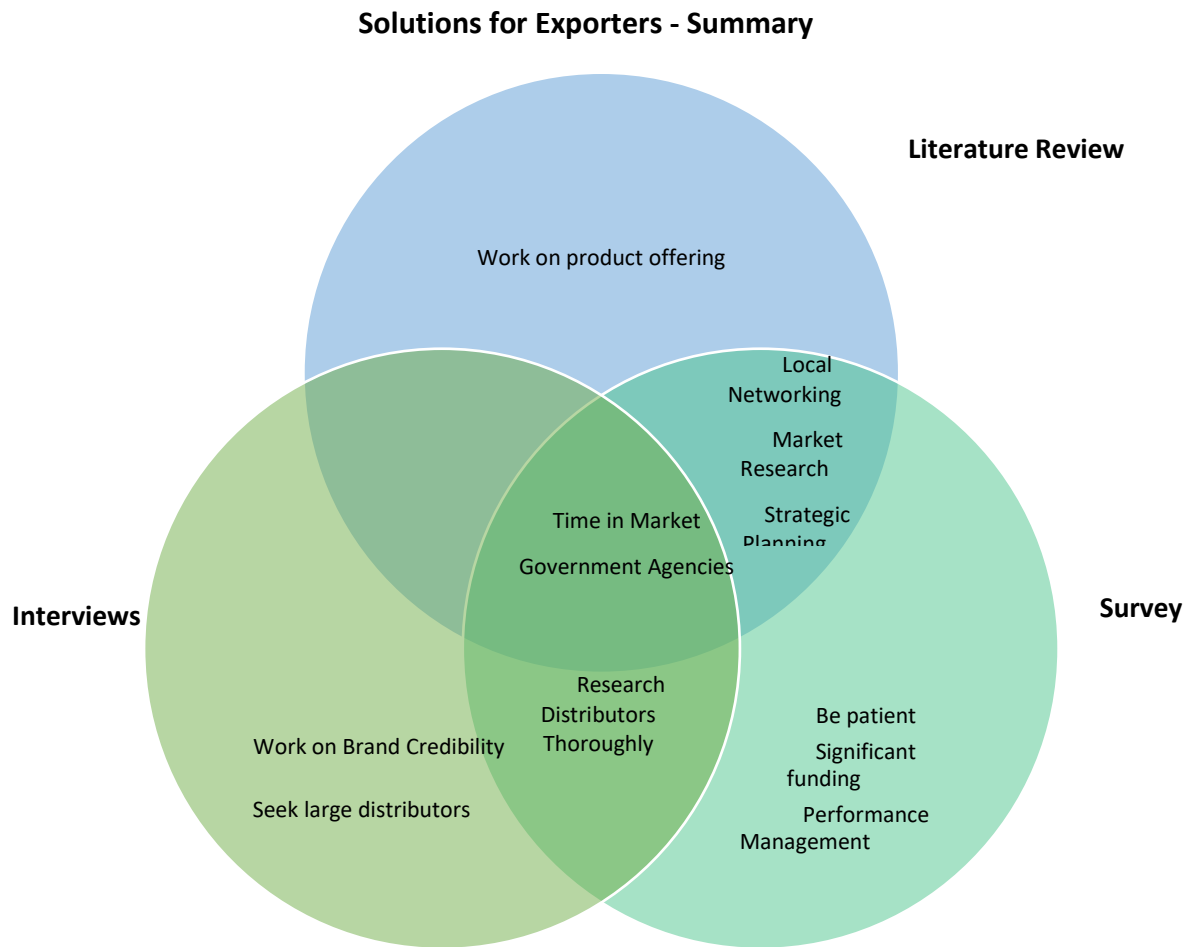 Solutions for Exporters - Summary
Literature Review
Work on product offering
Local
Networking
Market
Research
Strategic
Planning
Time in Market
Government Agencies
Interviews
Survey
Research
Distributors
Thoroughly
Work on Brand Credibility
Seek large distributors
Be patient
Significant
funding
Performance
Management